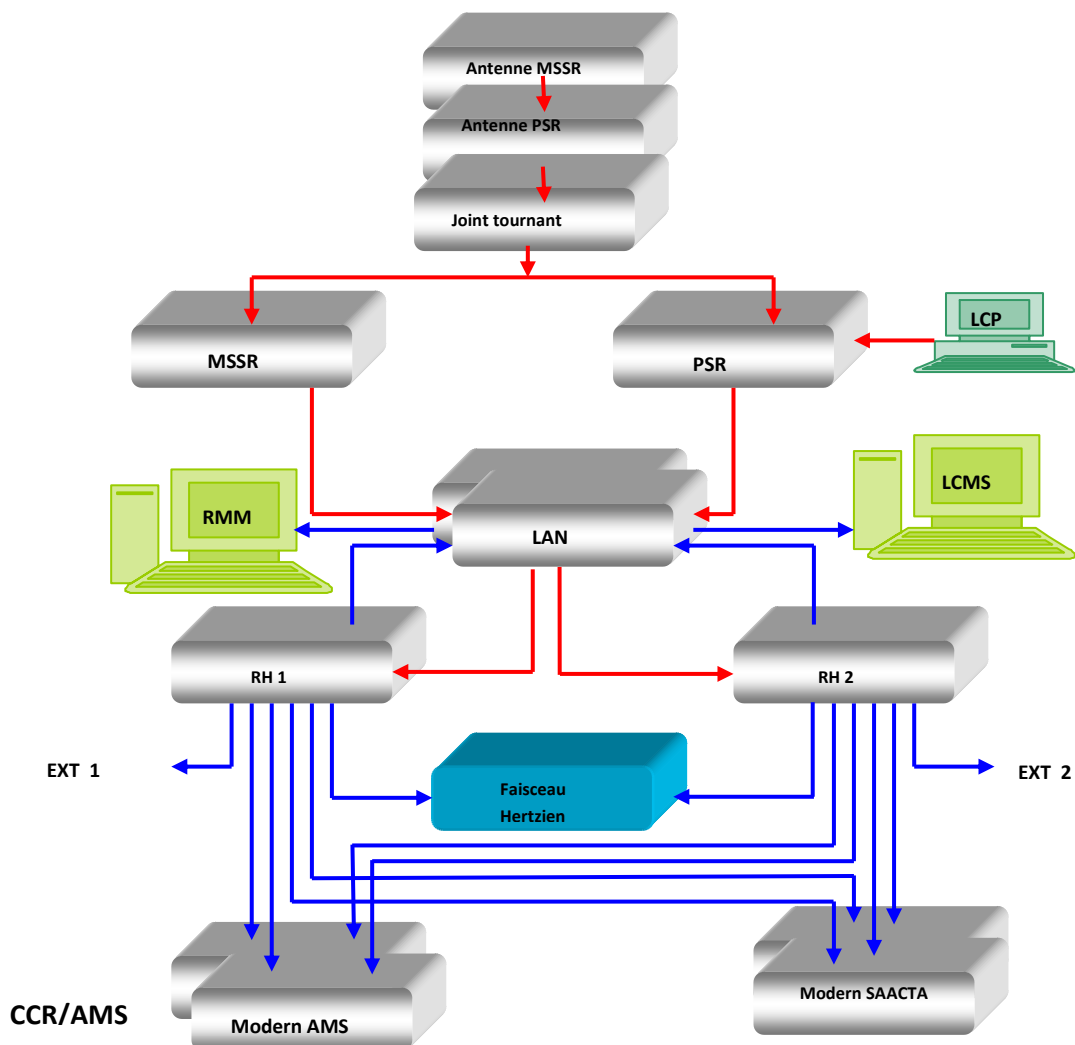 Antenne MSSR
Antenne PSR
Joint tournant
MSSR
PSR
LCP
RMM
LAN
LCMS
RH 1
RH 2
EXT 1
EXT 2
Faisceau
Hertzien
CCR/AMS
Modern AMS
Modern SAACTA